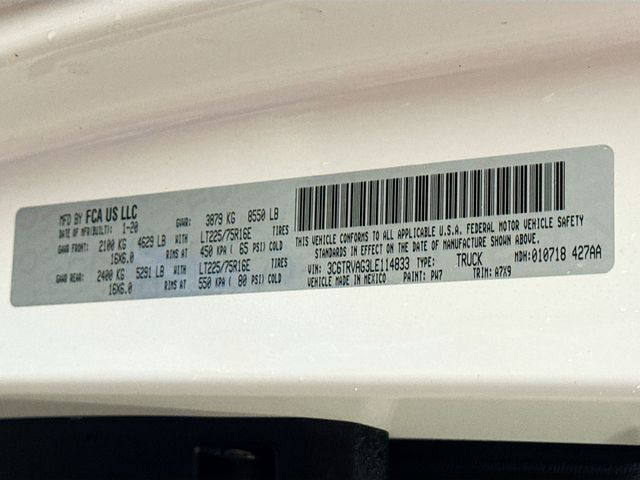 MFD BY FCA US LLC
DATE OF MFR(BUILT): 1-20 GVWR: 3879 KG 8550 LB
GAWR FRONT: 2100 KG 4629 LB WITH LT225/75R16E TIRES
16X6.0 RIMS AT 450 KPA ( 65 PSI) COLD
GAWR REAR: 2400 KG 5291 LB WITH LT225/75R16E TIRES
16X6.0 RIMS AT 550 KPA ( 80 PSI) COLD
THIS VEHICLE CONFORMS TO ALL APPLICABLE U.S.A. FEDERAL MOTOR VEHICLE SAFETY
STANDARDS IN EFFECT ON THE DATE OF MANUFACTURE SHOWN ABOVE.
VIN: 3C6TRVAG3LE114833 TYPE: TRUCK MDH: 010718 427AA
VEHICLE MADE IN MEXICO PAINT: PW7 TRIM: A7X9